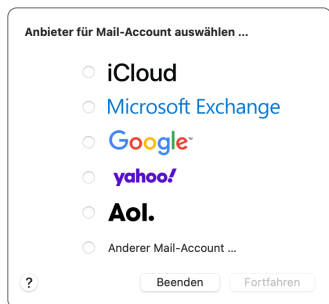 Anbieter für Mail-Account auswählen ...
iCloud
Microsoft Exchange
Google
yahoo!
Aol.
Anderer Mail-Account ...
? Beenden Fortfahren